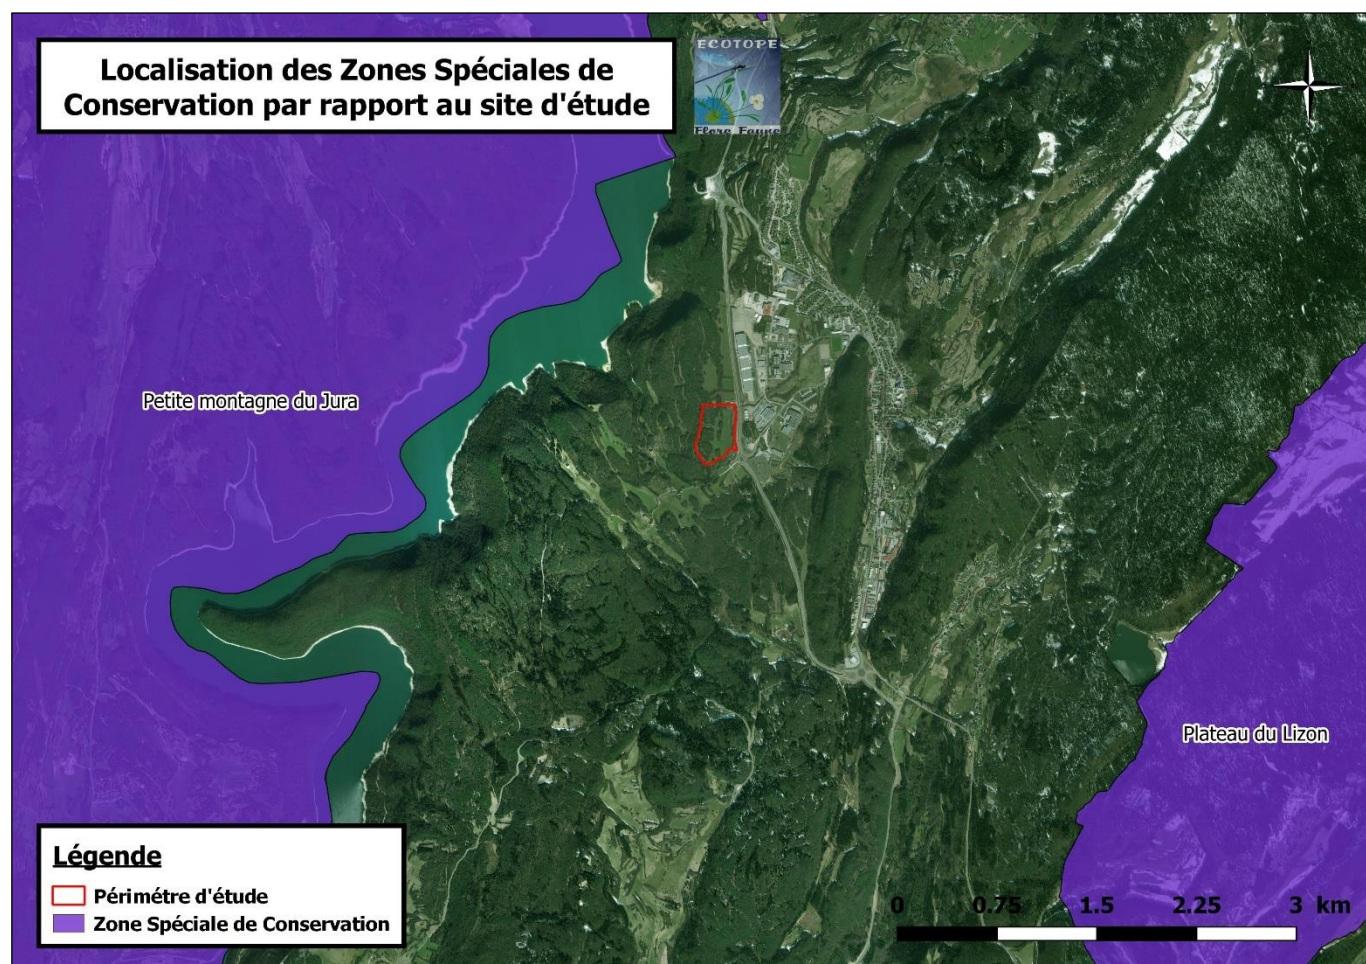 Localisation des Zones Spéciales de
Conservation par rapport au site d'étude
ECOTOPE
Flore Faune
Petite montagne du Jura
Plateau du Lizon
Légende
Périmétre d'étude
Zone Spéciale de Conservation
0 0.75 1.5 2.25 3 km